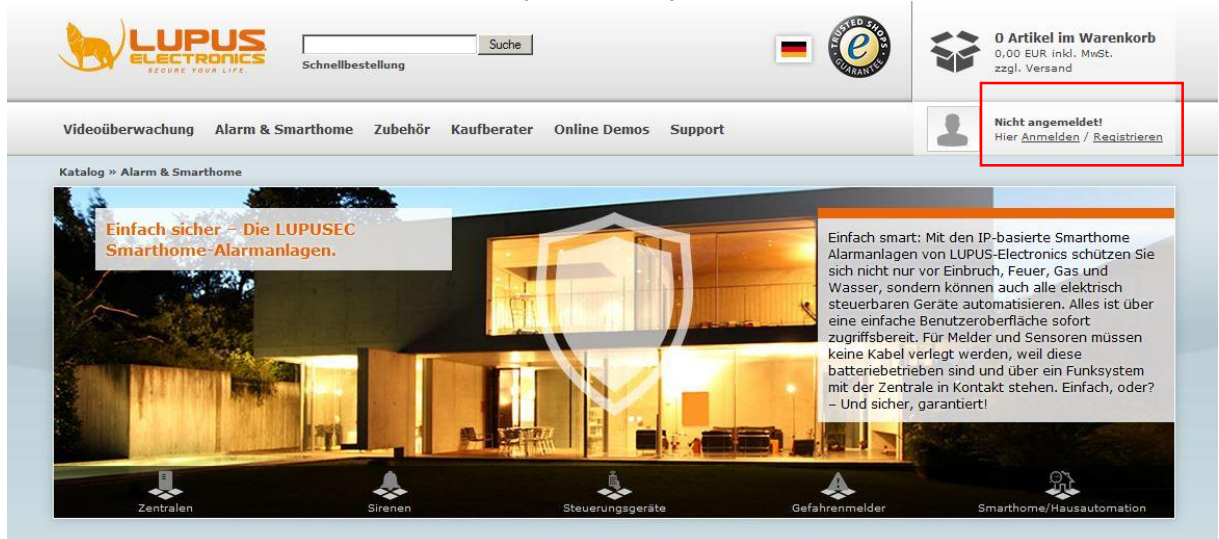 LUPUS
ELECTRONICS
SECURE YOUR LIFE.
Suche
Schnellbestellung
TRUSTED SHOPS
e
GUARANTEE
0 Artikel im Warenkorb
0,00 EUR inkl. MwSt.
zzgl. Versand
Videoüberwachung Alarm & Smarthome Zubehör Kaufberater Online Demos Support
Nicht angemeldet!
Hier Anmelden / Registrieren
Katalog » Alarm & Smarthome
Einfach sicher – Die LUPUSEC
Smarthome-Alarmanlagen.
Einfach smart: Mit den IP-basierte Smarthome
Alarmanlagen von LUPUS-Electronics schützen Sie
sich nicht nur vor Einbruch, Feuer, Gas und
Wasser, sondern können auch alle elektrisch
steuerbaren Geräte automatisieren. Alles ist über
eine einfache Benutzeroberfläche sofort
zugriffsbereit. Für Melder und Sensoren müssen
keine Kabel verlegt werden, weil diese
batteriebetrieben sind und über ein Funksystem
mit der Zentrale in Kontakt stehen. Einfach, oder?
– Und sicher, garantiert!
Zentralen
Sirenen
Steuerungsgeräte
Gefahrenmelder
Smarthome/Hausautomation